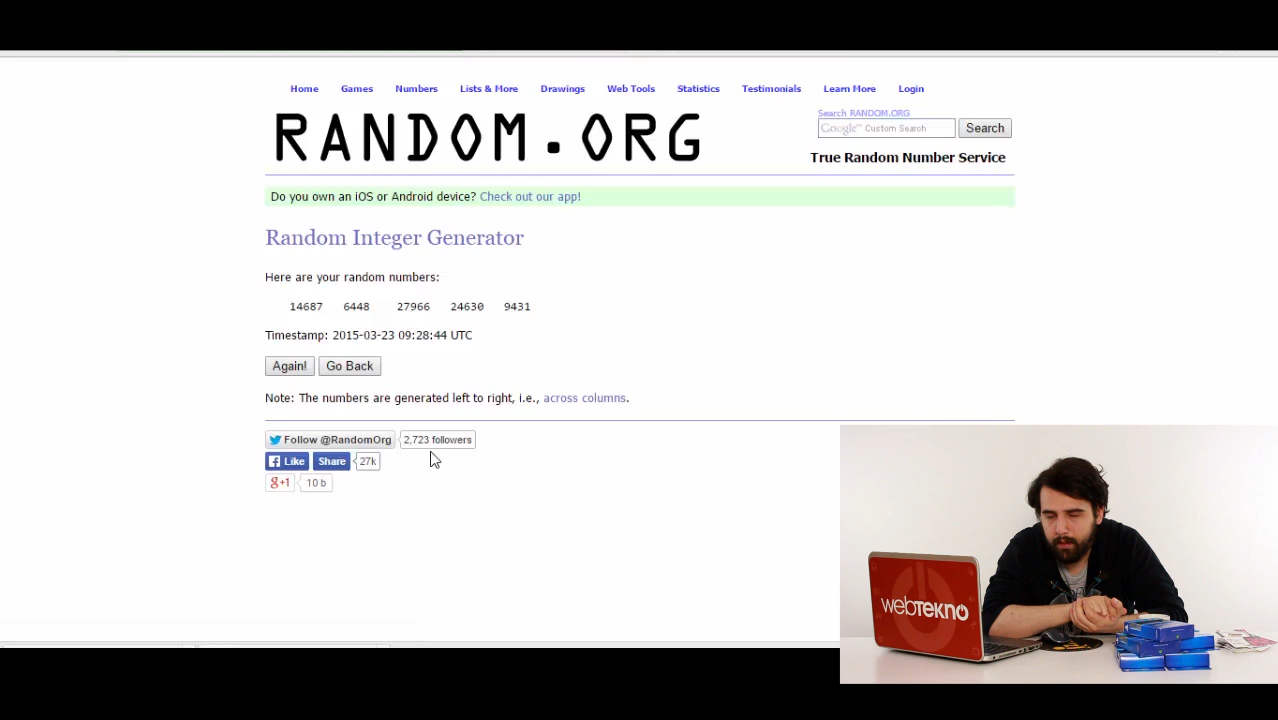 Home Games Numbers Lists & More Drawings Web Tools Statistics Testimonials Learn More Login
RANDOM.ORG
Search RANDOM.ORG
Google™ Custom Search
Search
True Random Number Service
Do you own an iOS or Android device? Check out our app!
Random Integer Generator
Here are your random numbers:
14687 6448 27966 24630 9431
Timestamp: 2015-03-23 09:28:44 UTC
Again! Go Back
Note: The numbers are generated left to right, i.e., across columns.
Follow @RandomOrg 2,723 followers
Like Share 27k
g+1 10 b
webTEKNO